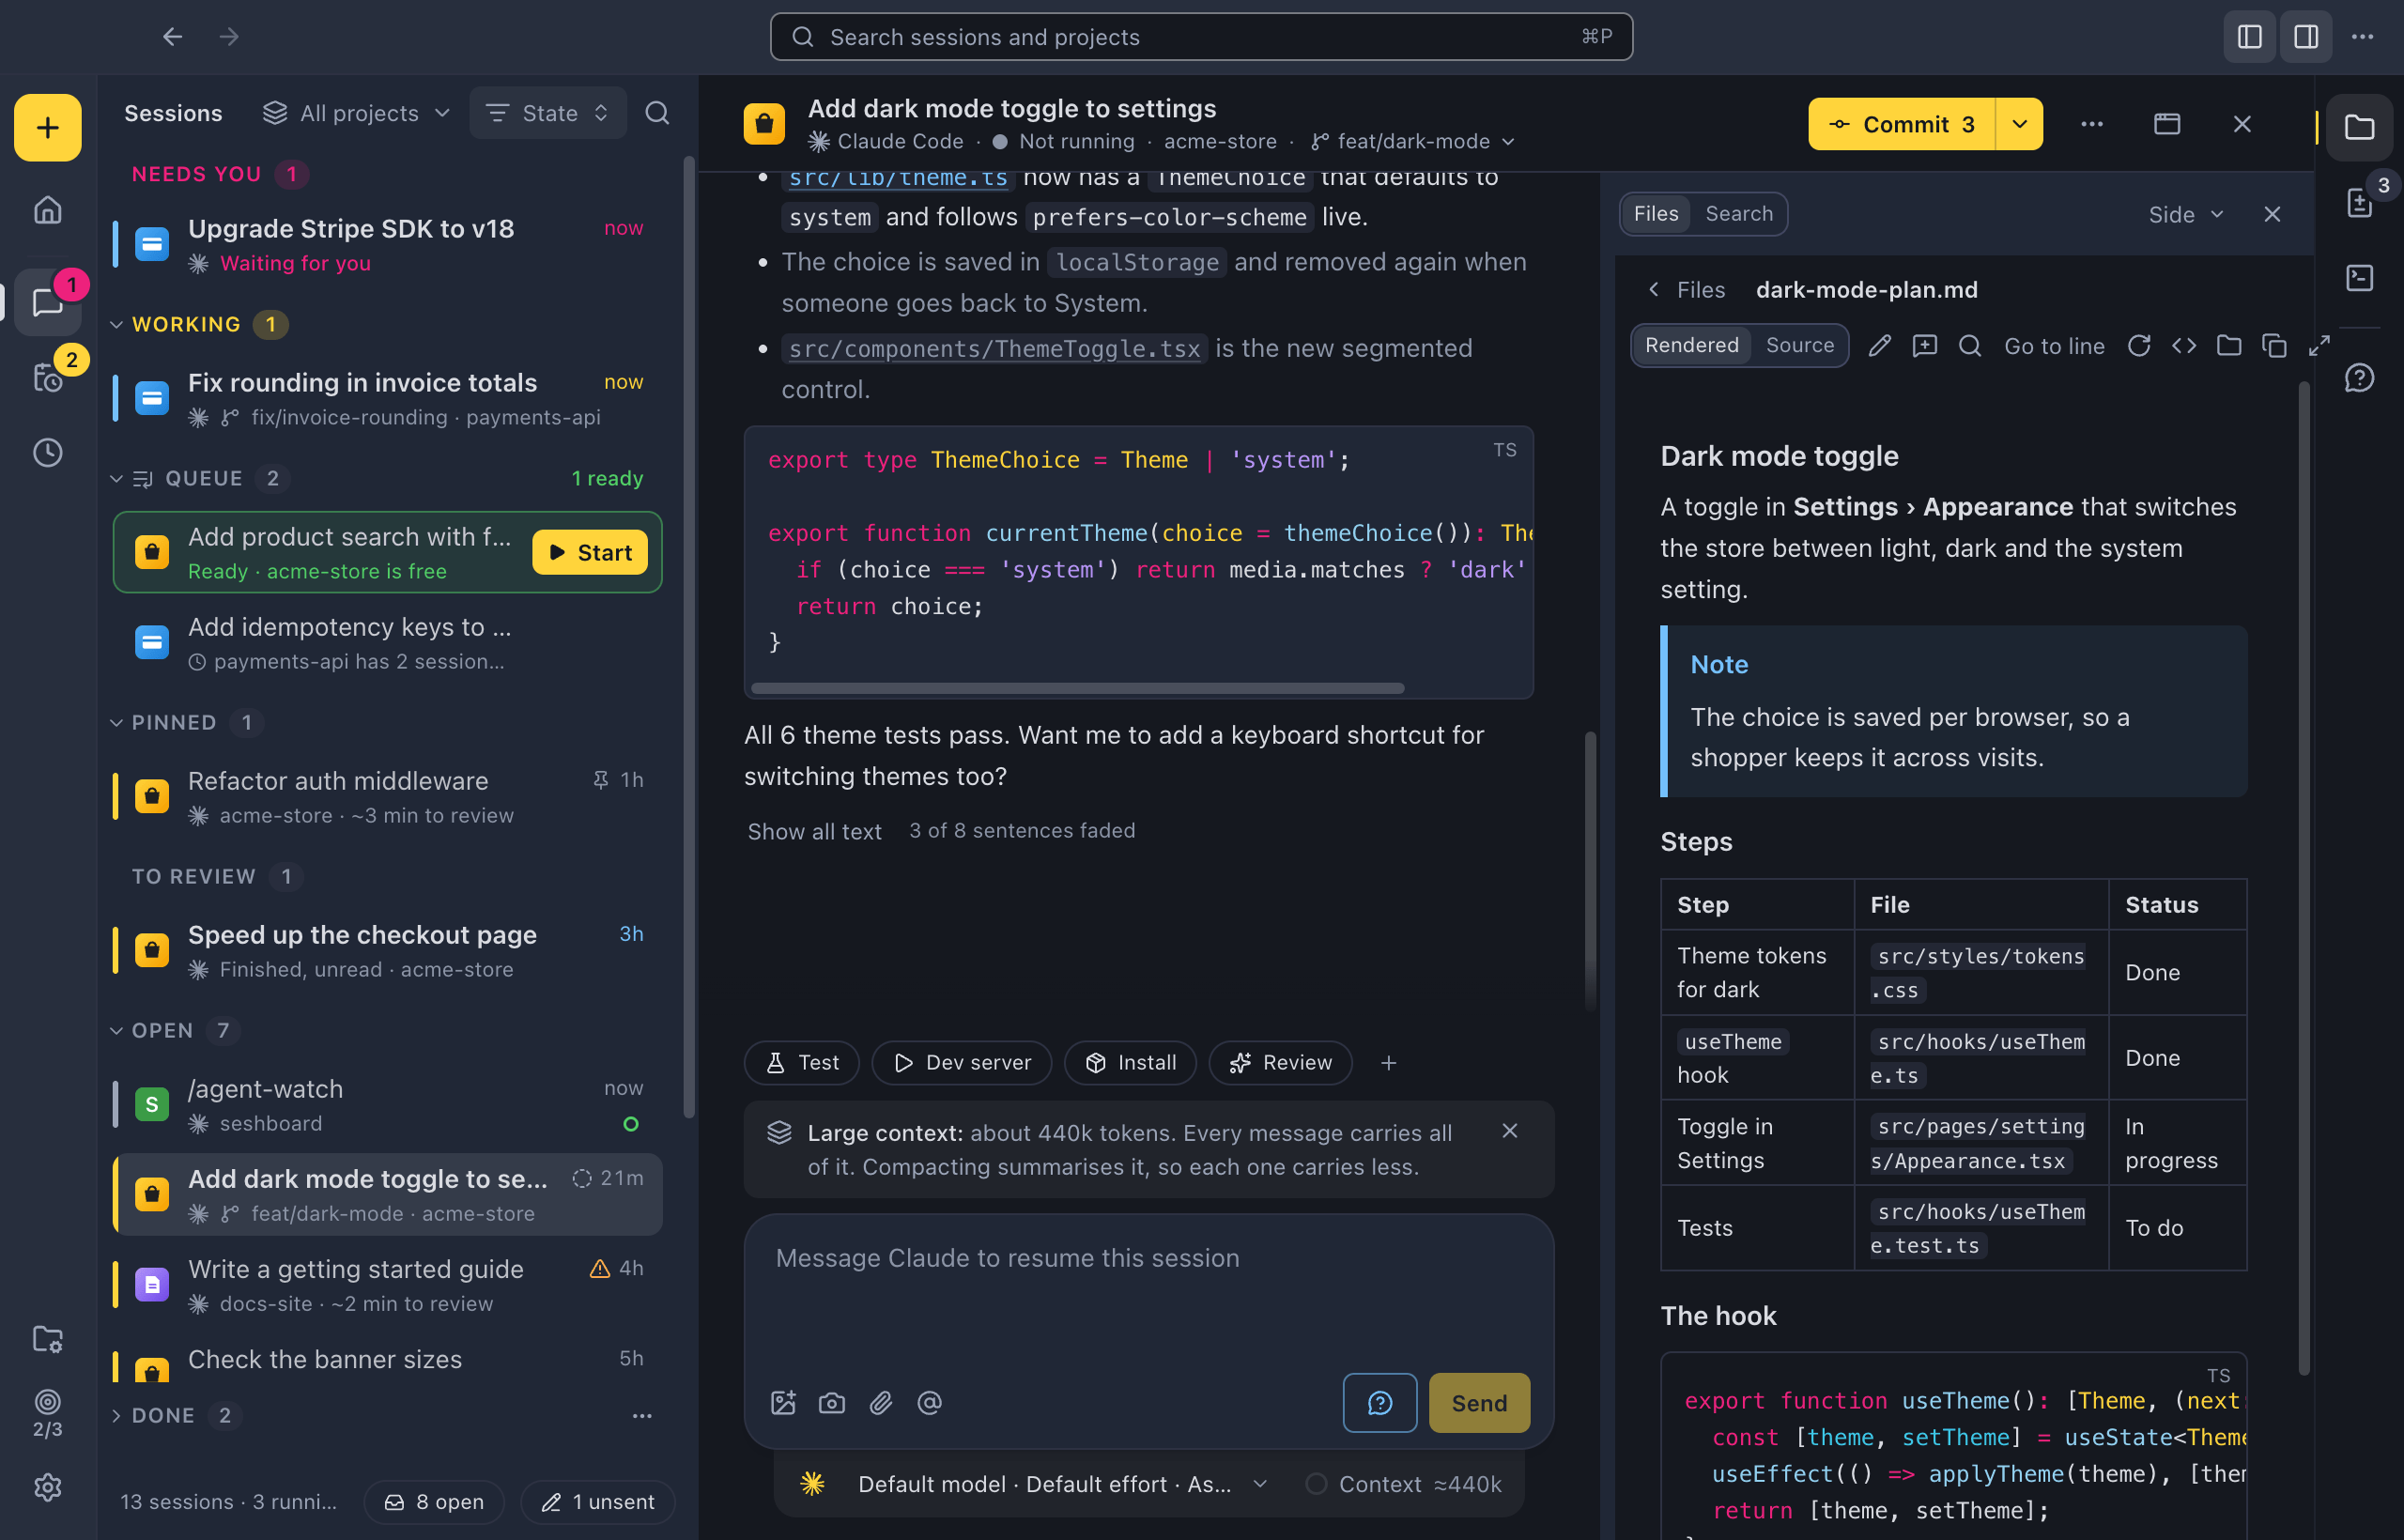 Search sessions and projects ⌘P
Sessions All projects State
NEEDS YOU 1
Upgrade Stripe SDK to v18 now
Waiting for you
1
WORKING 1
2
Fix rounding in invoice totals now
fix/invoice-rounding · payments-api
QUEUE 2 1 ready
Add product search with f...
Ready · acme-store is free
Start
Add idempotency keys to ...
payments-api has 2 session...
PINNED 1
Refactor auth middleware 1h
acme-store · ~3 min to review
TO REVIEW 1
Speed up the checkout page 3h
Finished, unread · acme-store
OPEN 7
S
/agent-watch now
seshboard
Add dark mode toggle to se... 21m
feat/dark-mode · acme-store
Write a getting started guide 4h
docs-site · ~2 min to review
Check the banner sizes 5h
DONE 2
2/3
13 sessions · 3 runni... 8 open 1 unsent
Add dark mode toggle to settings
Claude Code · Not running · acme-store · feat/dark-mode
Commit 3
src/lib/theme.ts now has a ThemeChoice that defaults to
system and follows prefers-color-scheme live.
The choice is saved in localStorage and removed again when
someone goes back to System.
src/components/ThemeToggle.tsx is the new segmented
control.
TS
export type ThemeChoice = Theme | 'system';
export function currentTheme(choice = themeChoice()): The
if (choice === 'system') return media.matches ? 'dark'
return choice;
}
All 6 theme tests pass. Want me to add a keyboard shortcut for
switching themes too?
Show all text 3 of 8 sentences faded
Test Dev server Install Review
Large context: about 440k tokens. Every message carries all
of it. Compacting summarises it, so each one carries less.
Message Claude to resume this session
Send
Default model · Default effort · As... Context ≈440k
Files Search Side
3
Files dark-mode-plan.md
Rendered Source Go to line
Dark mode toggle
A toggle in Settings › Appearance that switches
the store between light, dark and the system
setting.
Note
The choice is saved per browser, so a
shopper keeps it across visits.
Steps
Step File Status
Theme tokens
for dark
src/styles/tokens
.css
Done
useTheme
hook
src/hooks/useThem
e.ts
Done
Toggle in
Settings
src/pages/setting
s/Appearance.tsx
In
progress
Tests
src/hooks/useThem
e.test.ts
To do
The hook
TS
export function useTheme(): [Theme, (next:
const [theme, setTheme] = useState<Theme
useEffect(() => applyTheme(theme), [them
return [theme, setTheme];